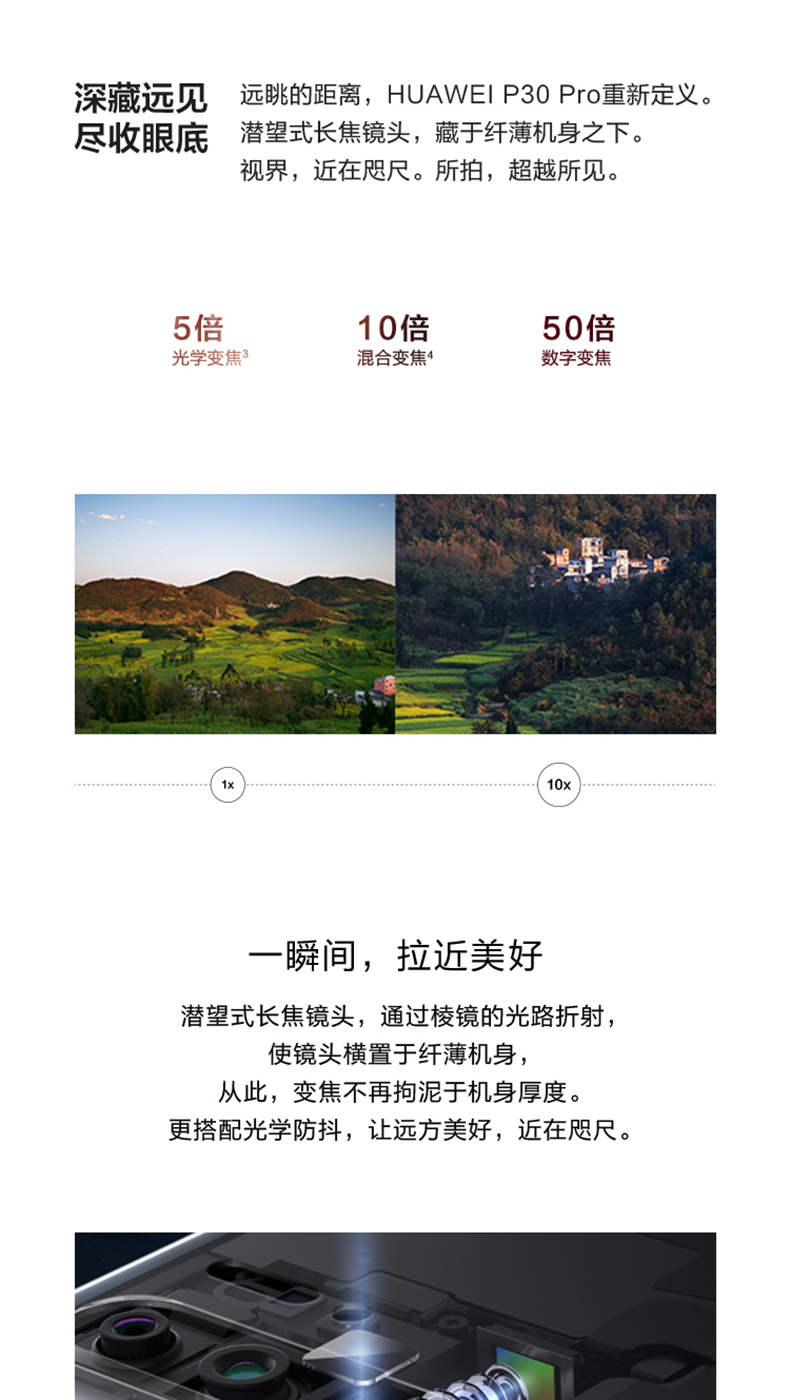 深藏远见
尽收眼底
远眺的距离，HUAWEI P30 Pro重新定义。
潜望式长焦镜头，藏于纤薄机身之下。
视界，近在咫尺。所拍，超越所见。
5倍
光学变焦3
10倍
混合变焦4
50倍
数字变焦
1x
10x
一瞬间，拉近美好
潜望式长焦镜头，通过棱镜的光路折射，
使镜头横置于纤薄机身，
从此，变焦不再拘泥于机身厚度。
更搭配光学防抖，让远方美好，近在咫尺。